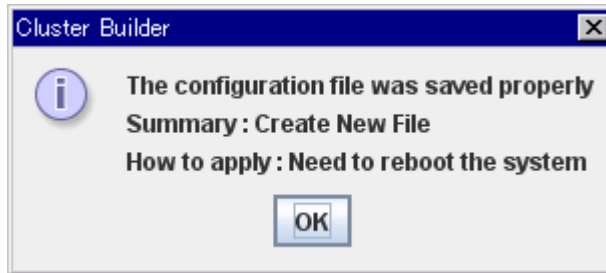 Cluster Builder
The configuration file was saved properly
Summary : Create New File
How to apply : Need to reboot the system
OK